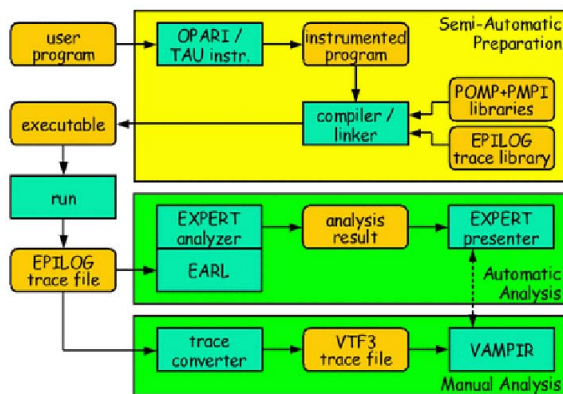 user
program
OPARI /
TAU instr.
instrumented
program
Semi-Automatic
Preparation
POMP+PMPI
libraries
executable
compiler /
linker
EPILOG
trace library
run
EXPERT
analyzer
analysis
result
EXPERT
presenter
EPILOG
trace file
EARL
Automatic
Analysis
trace
converter
VTF3
trace file
VAMPIR
Manual Analysis